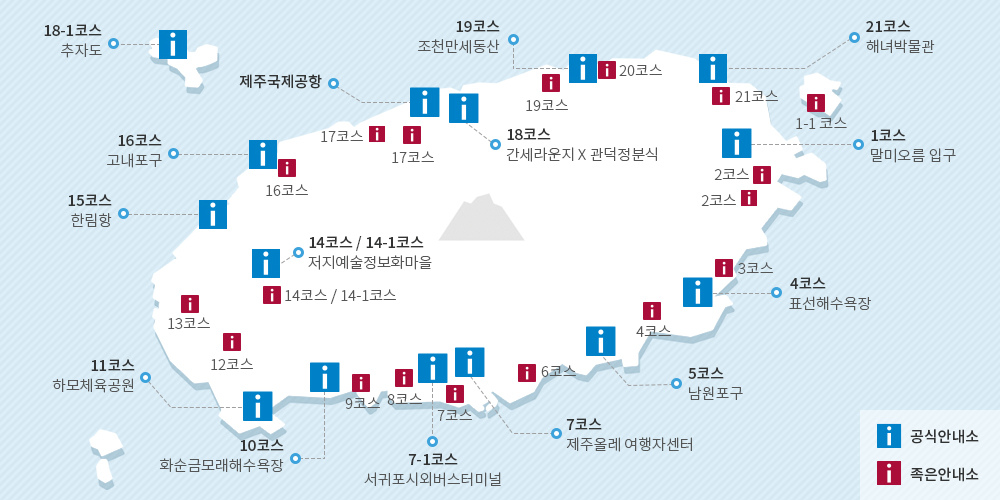 18-1코스
추자도
19코스
조천만세동산
21코스
해녀박물관
제주국제공항
20코스
19코스
21코스
1-1 코스
17코스
17코스
18코스
간세라운지 X 관덕정분식
1코스
말미오름 입구
16코스
고내포구
16코스
2코스
2코스
15코스
한림항
14코스 / 14-1코스
저지예술정보화마을
14코스 / 14-1코스
3코스
4코스
표선해수욕장
13코스
12코스
4코스
11코스
하모체육공원
9코스
8코스
7코스
6코스
5코스
남원포구
10코스
화순금모래해수욕장
7-1코스
서귀포시외버스터미널
7코스
제주올레 여행자센터
공식안내소
족은안내소